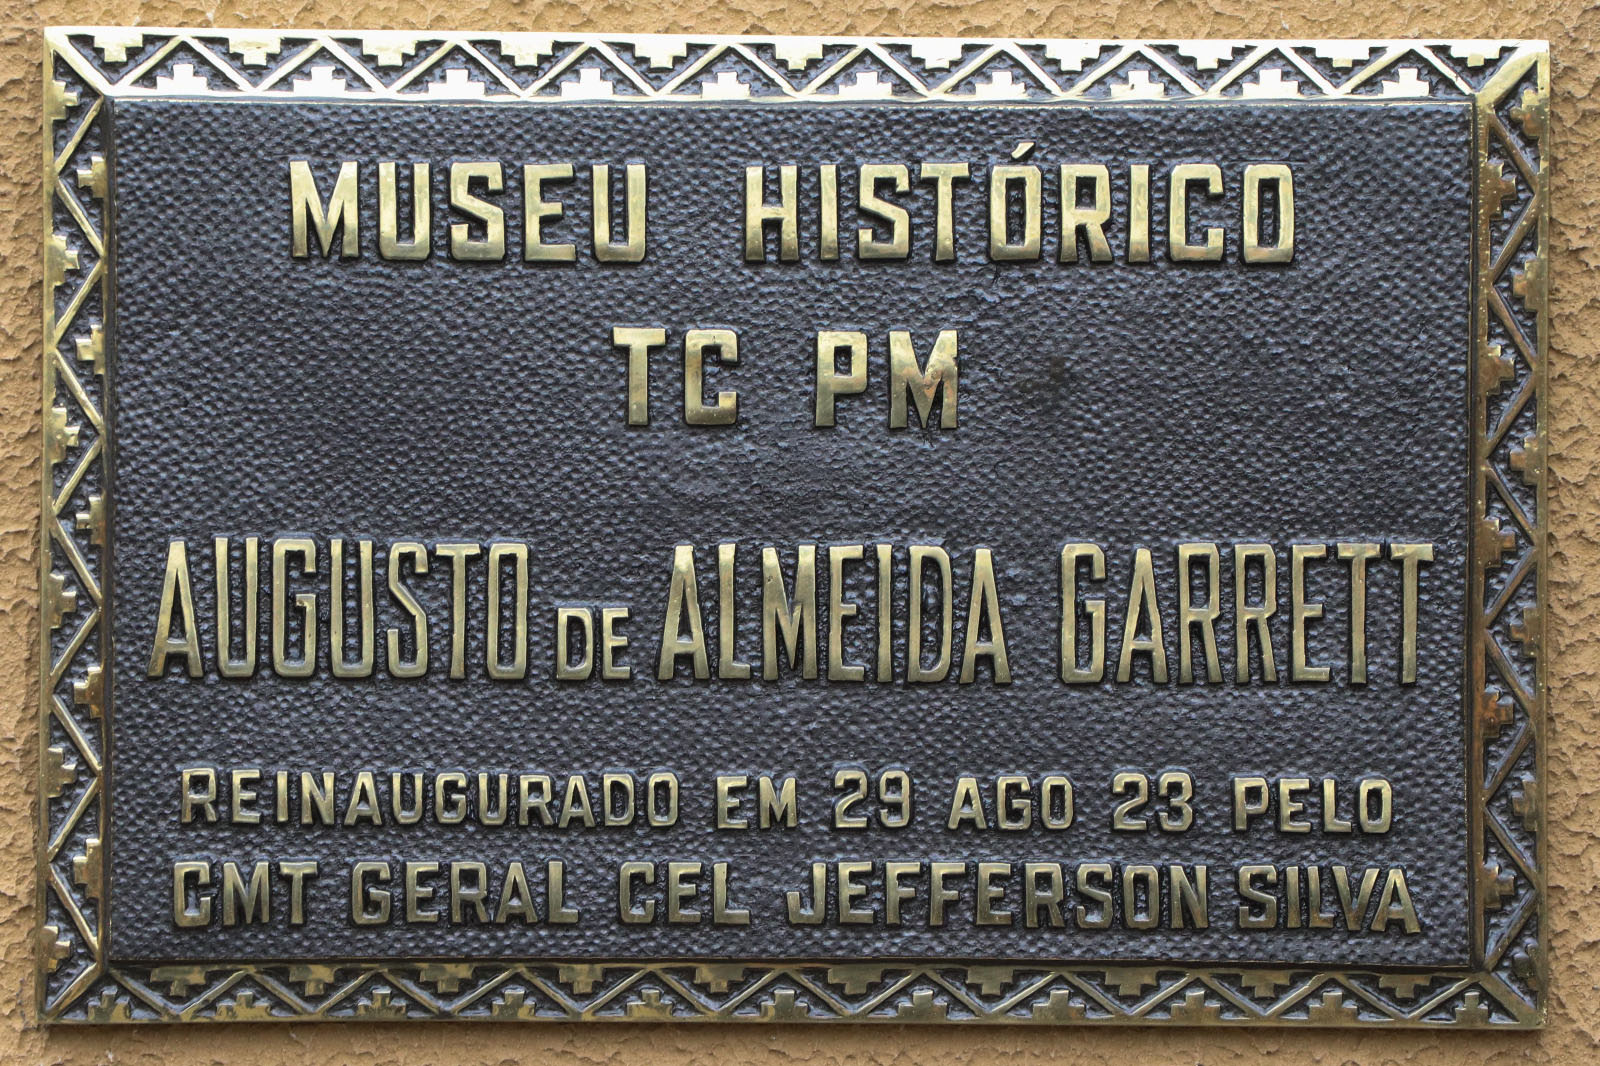 MUSEU HISTÓRICO
TC PM
AUGUSTO DE ALMEIDA GARRETT
REINAUGURADO EM 29 AGO 23 PELO
CMT GERAL CEL JEFFERSON SILVA